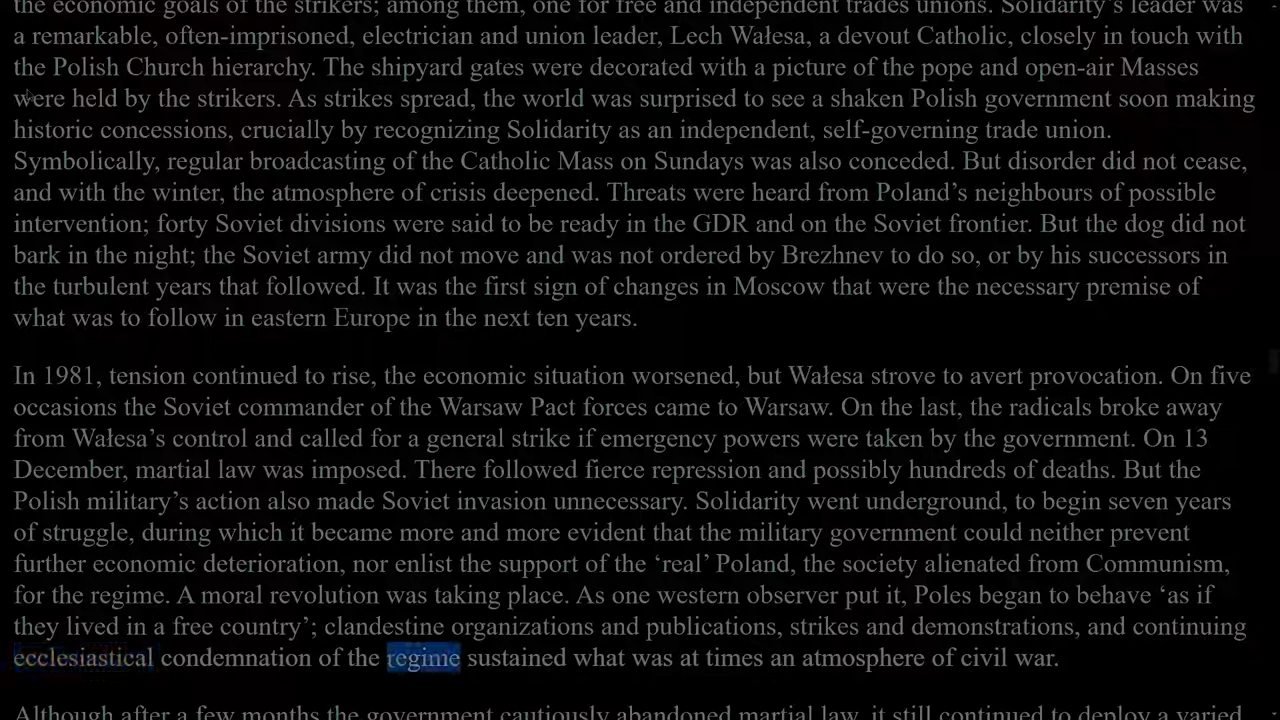 the economic goals of the strikers; among them, one for free and independent trades unions. Solidarity's leader was
a remarkable, often-imprisoned, electrician and union leader, Lech Wałesa, a devout Catholic, closely in touch with
the Polish Church hierarchy. The shipyard gates were decorated with a picture of the pope and open-air Masses
were held by the strikers. As strikes spread, the world was surprised to see a shaken Polish government soon making
historic concessions, crucially by recognizing Solidarity as an independent, self-governing trade union.
Symbolically, regular broadcasting of the Catholic Mass on Sundays was also conceded. But disorder did not cease,
and with the winter, the atmosphere of crisis deepened. Threats were heard from Poland's neighbours of possible
intervention; forty Soviet divisions were said to be ready in the GDR and on the Soviet frontier. But the dog did not
bark in the night; the Soviet army did not move and was not ordered by Brezhnev to do so, or by his successors in
the turbulent years that followed. It was the first sign of changes in Moscow that were the necessary premise of
what was to follow in eastern Europe in the next ten years.
In 1981, tension continued to rise, the economic situation worsened, but Wałesa strove to avert provocation. On five
occasions the Soviet commander of the Warsaw Pact forces came to Warsaw. On the last, the radicals broke away
from Wałesa's control and called for a general strike if emergency powers were taken by the government. On 13
December, martial law was imposed. There followed fierce repression and possibly hundreds of deaths. But the
Polish military's action also made Soviet invasion unnecessary. Solidarity went underground, to begin seven years
of struggle, during which it became more and more evident that the military government could neither prevent
further economic deterioration, nor enlist the support of the ‘real’ Poland, the society alienated from Communism,
for the regime. A moral revolution was taking place. As one western observer put it, Poles began to behave ‘as if
they lived in a free country’; clandestine organizations and publications, strikes and demonstrations, and continuing
ecclesiastical condemnation of the regime sustained what was at times an atmosphere of civil war.
Although after a few months the government cautiously abandoned martial law, it still continued to deploy a varied